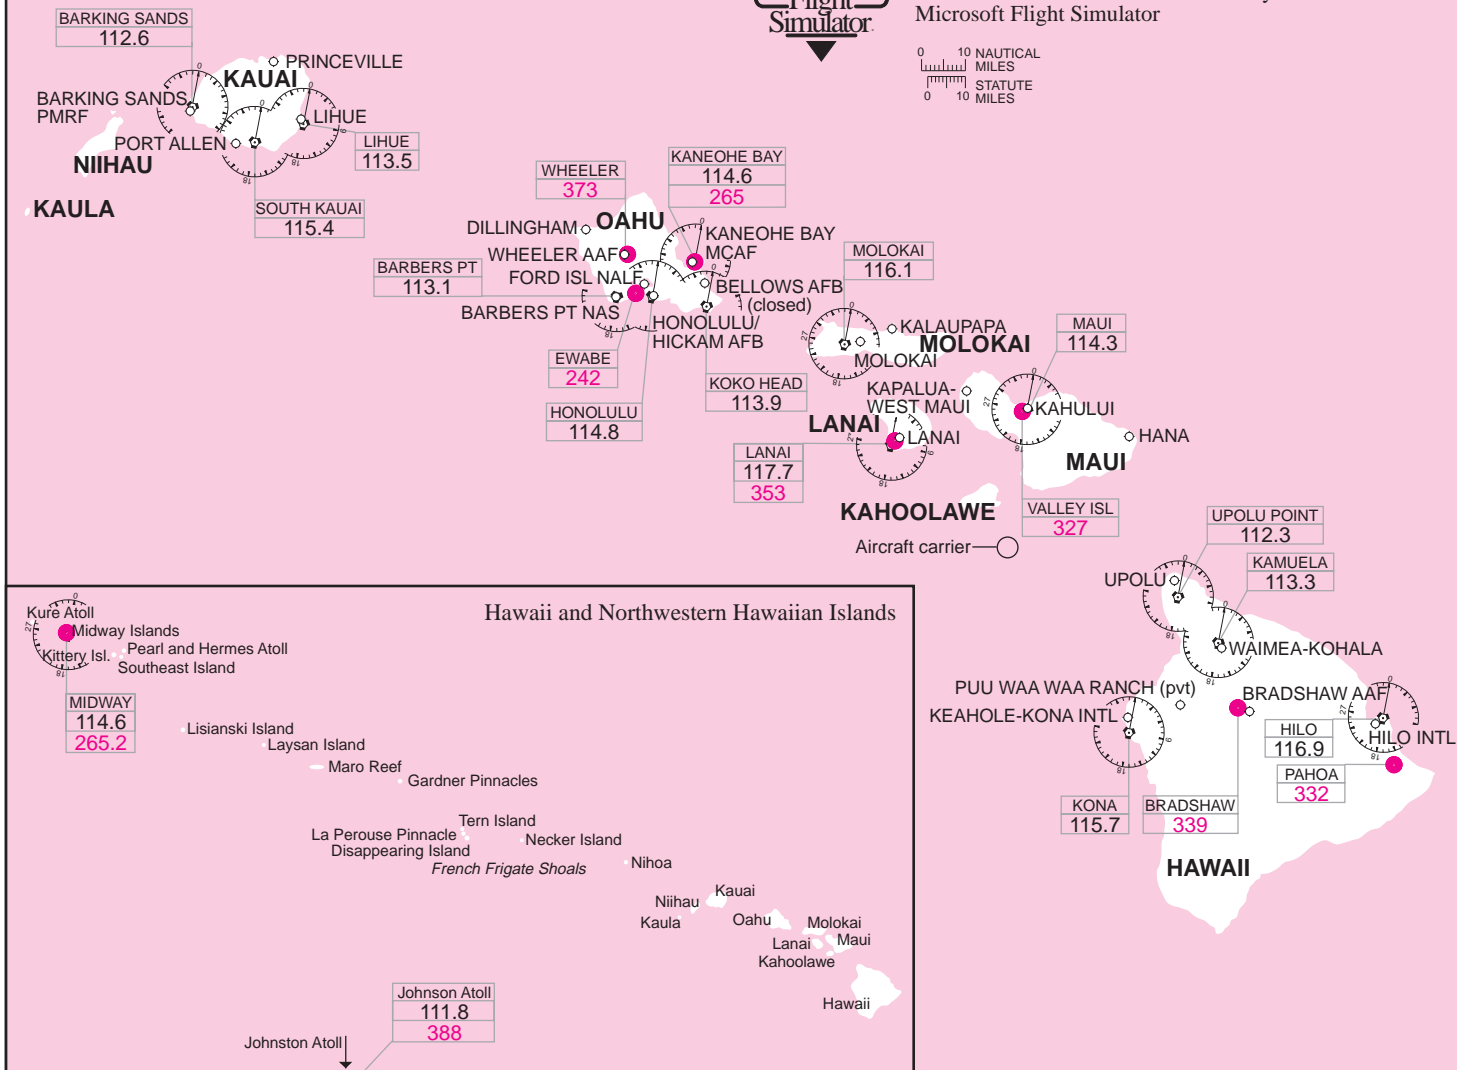 Flight
Simulator.
Microsoft Flight Simulator
0 10 NAUTICAL
MILES
STATUTE
0 10 MILES
BARKING SANDS
112.6
KAUAI
PRINCEVILLE
BARKING SANDS
PMRF
LIHUE
PORT ALLEN
NIIHAU
LIHUE
113.5
KAULA
SOUTH KAUAI
115.4
WHEELER
373
KANEOHE BAY
114.6
265
OAHU
DILLINGHAM
KANEOHE BAY
MCAF
WHEELER AAF
FORD ISL NALF
BARBERS PT
113.1
BELLOWS AFB
(closed)
BARBERS PT NAS
HONOLULU/
HICKAM AFB
EWABE
242
HONOLULU
114.8
KOKO HEAD
113.9
MOLOKAI
116.1
KALAUPAPA
MOLOKAI
MOLOKAI
MAUI
114.3
KAPALUA-
WEST MAUI
KAHULUI
LANAI
LANAI
HANA
MAUI
LANAI
117.7
353
KAHOOLAWE
VALLEY ISL
327
Aircraft carrier
UPOLU POINT
112.3
KAMUELA
113.3
UPOLU
WAIMEA-KOHALA
PUU WAA WAA RANCH (pvt)
BRADSHAW AAF
KEAHOLE-KONA INTL
HILO
116.9
HILO INTL
PAHOA
332
KONA
115.7
BRADSHAW
339
HAWAII
Hawaii and Northwestern Hawaiian Islands
Kure Atoll
Midway Islands
Pearl and Hermes Atoll
Kittery Isl.
Southeast Island
MIDWAY
114.6
265.2
Lisianski Island
Laysan Island
Maro Reef
Gardner Pinnacles
Tern Island
La Perouse Pinnacle
Necker Island
Disappearing Island
French Frigate Shoals
Nihoa
Kauai
Niihau
Kaula
Oahu
Molokai
Lanai
Maui
Kahoolawe
Hawaii
Johnson Atoll
111.8
388
Johnston Atoll